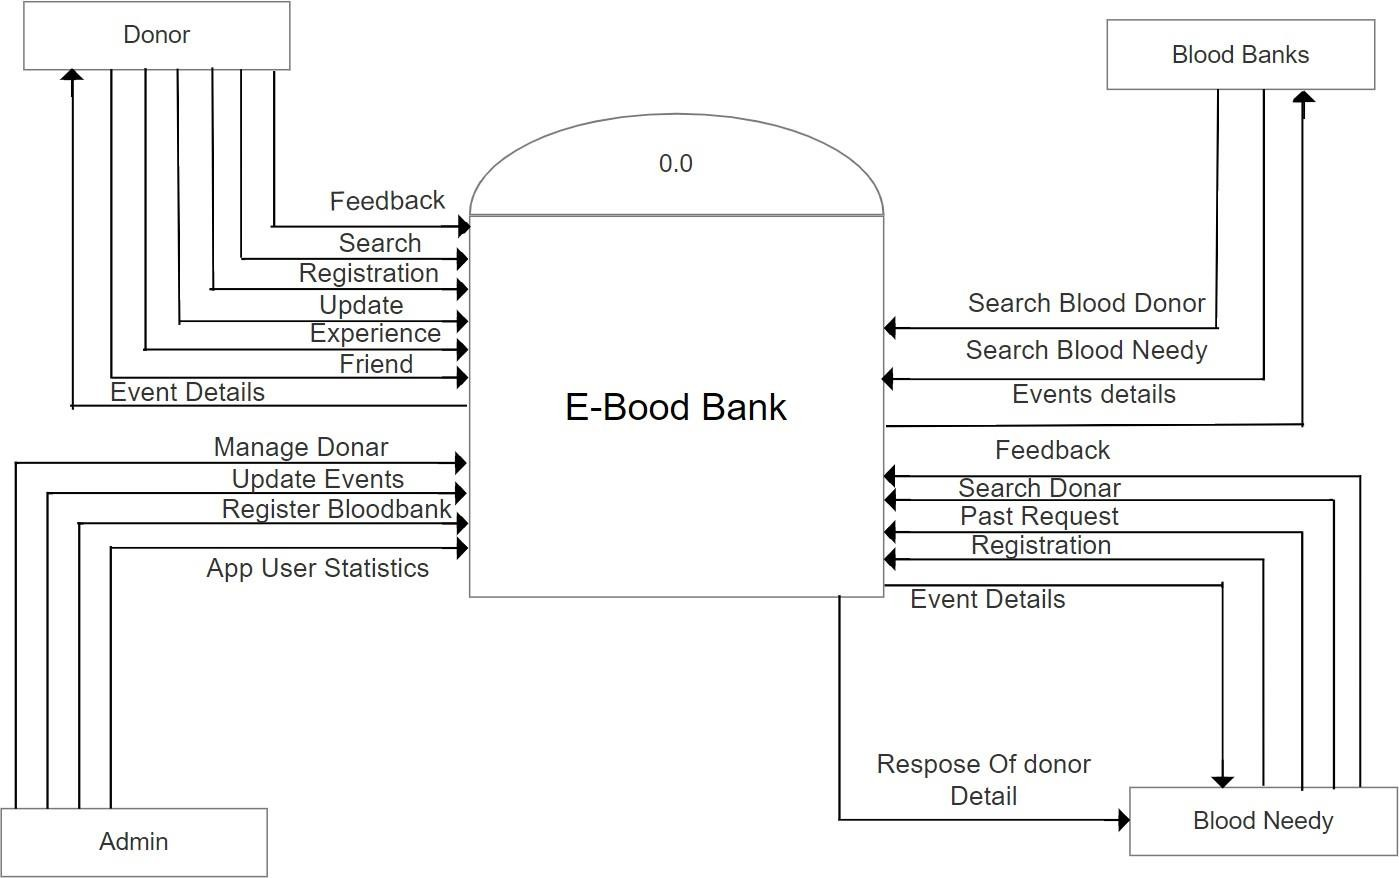 Donor
Blood Banks
0.0
Feedback
Search
Registration
Update
Experience
Friend
Event Details
Search Blood Donor
Search Blood Needy
Events details
E-Bood Bank
Manage Donar
Update Events
Register Bloodbank
App User Statistics
Feedback
Search Donar
Past Request
Registration
Event Details
Respose Of donor
Detail
Admin
Blood Needy